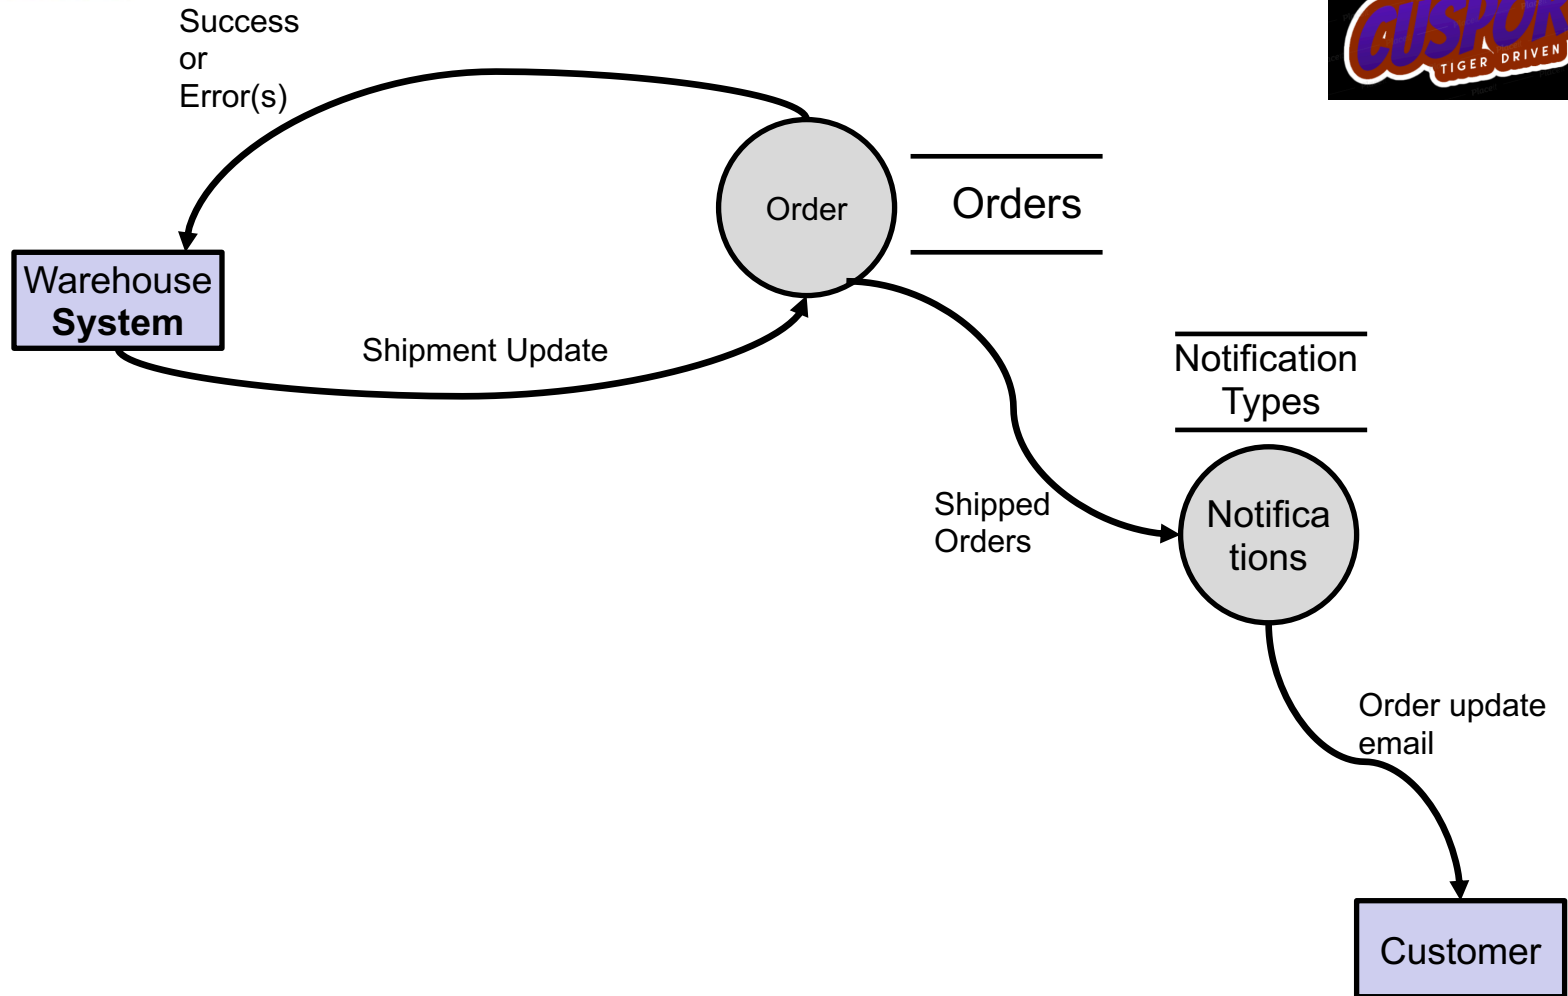 Success
or
Error(s)
TIGER DRIVEN
Order
Orders
Warehouse
System
Shipment Update
Notification
Types
Shipped
Orders
Notifica
tions
Order update
email
Customer